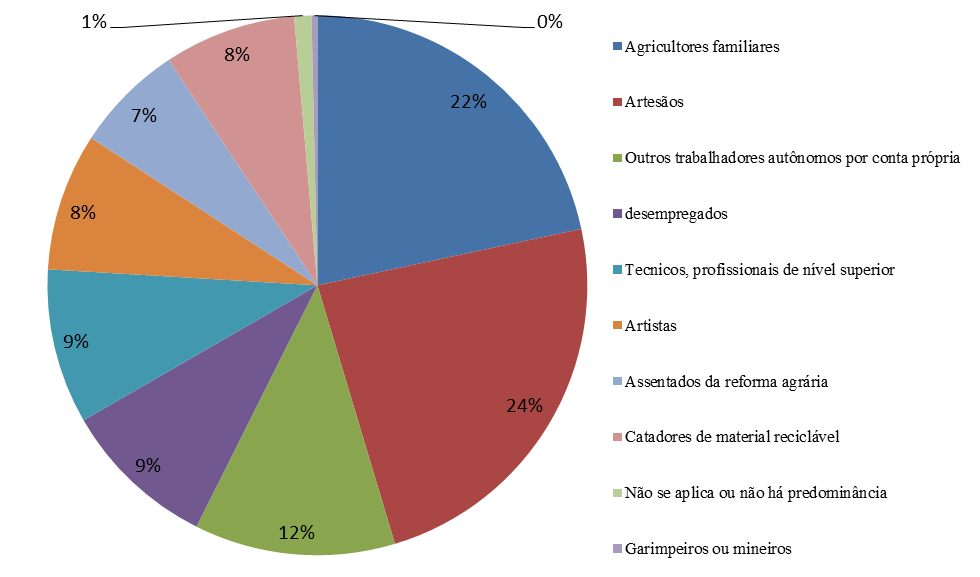 1%
0%
8%
22%
7%
8%
9%
24%
9%
12%
Agricultores familiares
Artesãos
Outros trabalhadores autônomos por conta própria
desempregados
Tecnicos, profissionais de nível superior
Artistas
Assentados da reforma agrária
Catadores de material reciclável
Não se aplica ou não há predominância
Garimpeiros ou mineiros